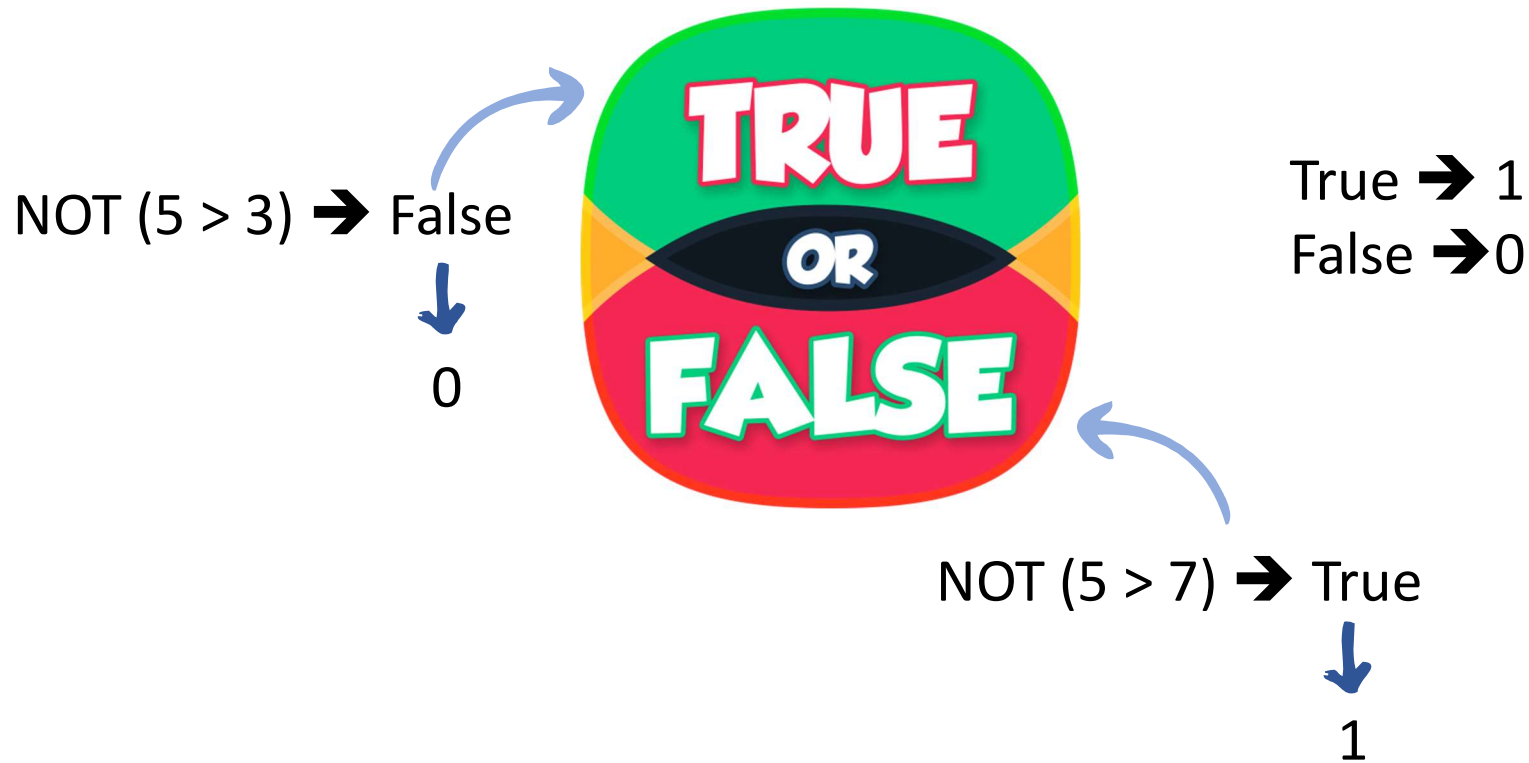 TRUE
OR
FALSE
NOT (5 > 3) 🡺 False
0
True 🡺 1
False 🡺 0
NOT (5 > 7) 🡺 True
1